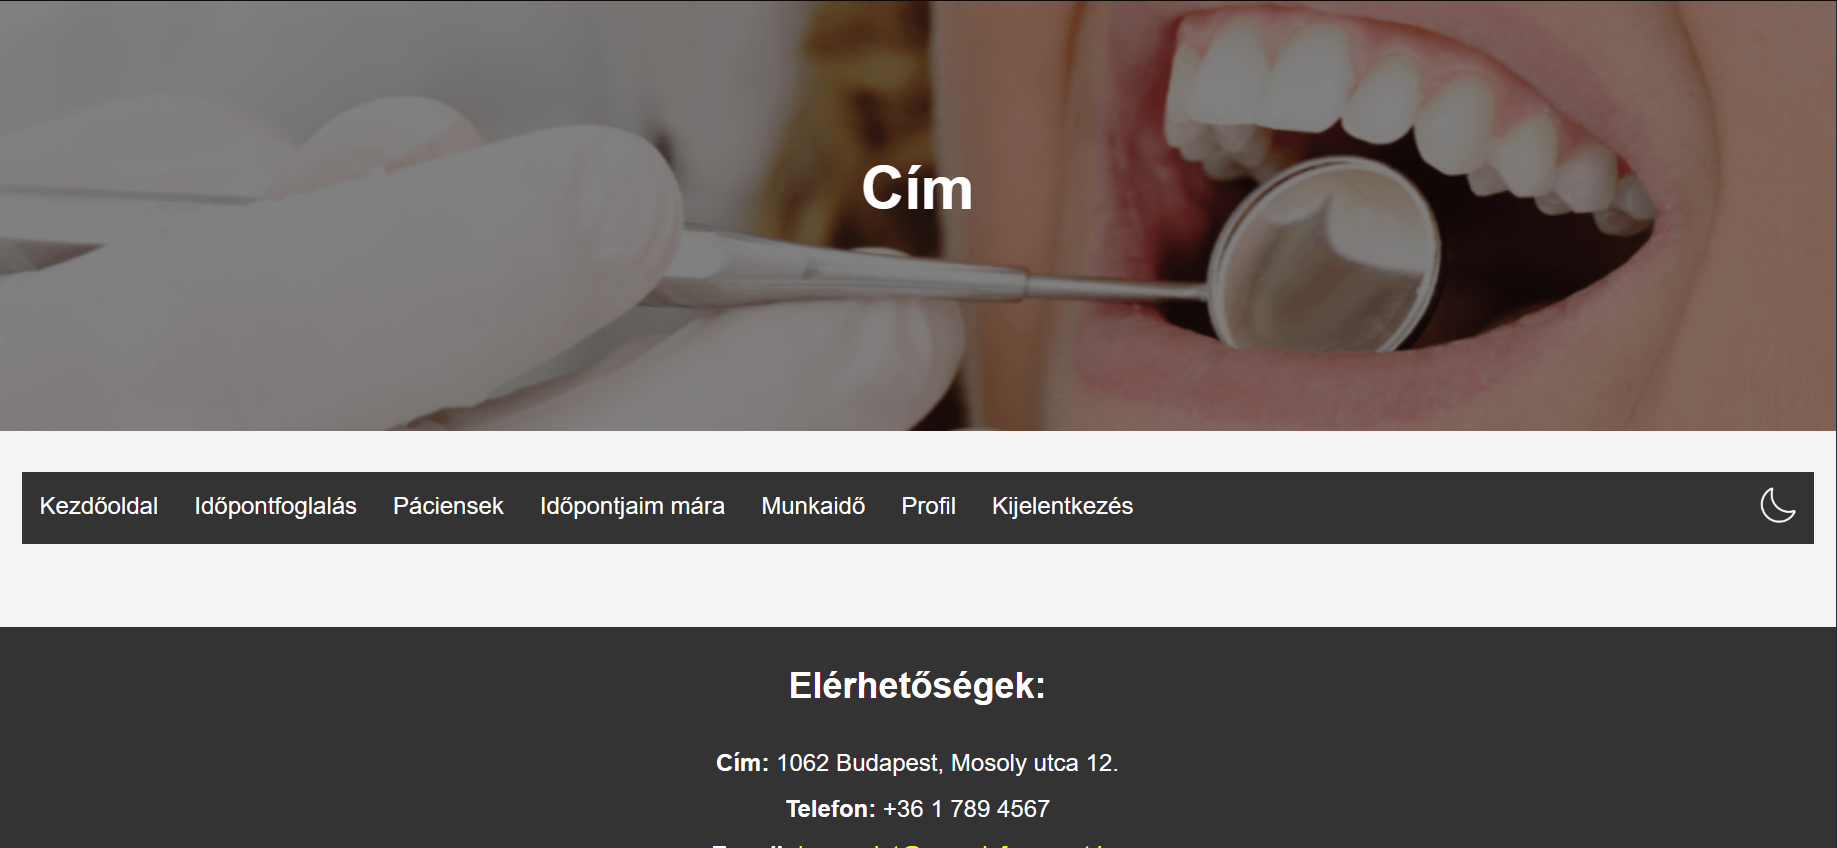 Cím
Kezdőoldal Időpontfoglalás Páciensek Időpontjaim mára Munkaidő Profil Kijelentkezés
Elérhetőségek:
Cím: 1062 Budapest, Mosoly utca 12.
Telefon: +36 1 789 4567